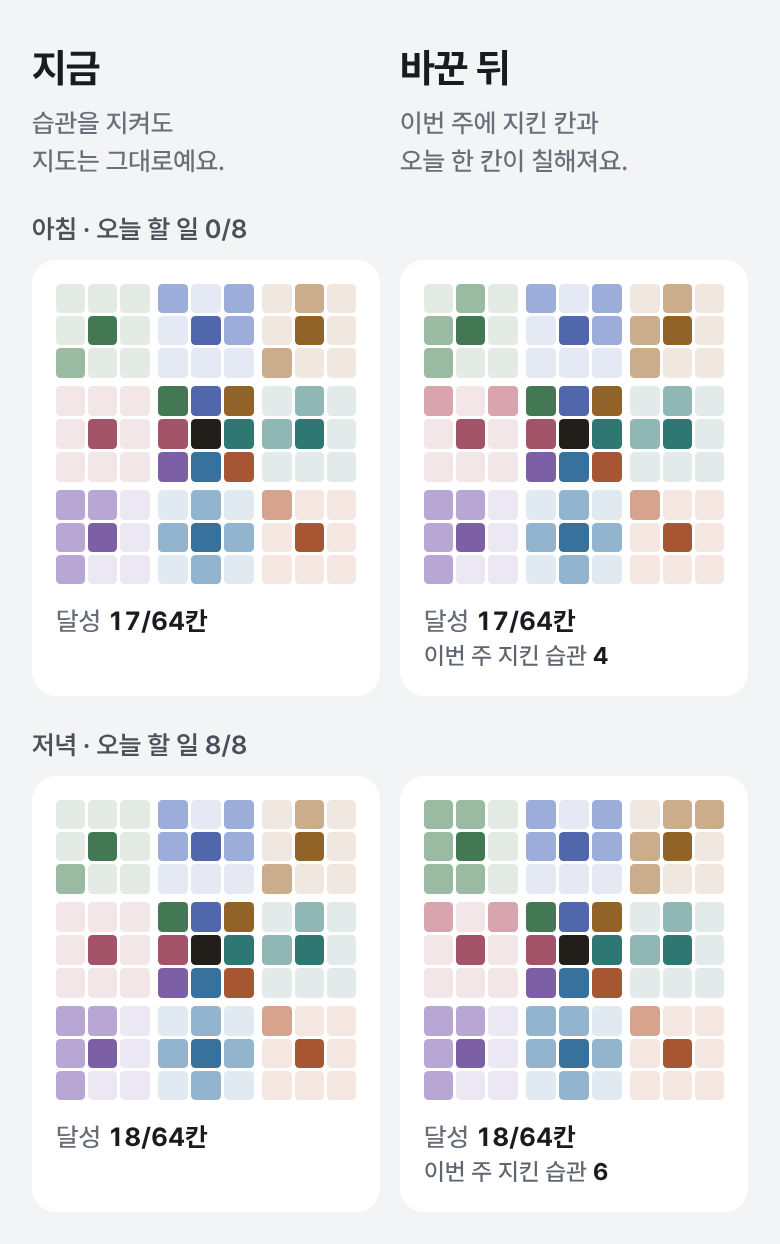 지금
습관을 지켜도
지도는 그대로예요.
바꾼 뒤
이번 주에 지킨 칸과
오늘 한 칸이 칠해져요.
아침 · 오늘 할 일 0/8
달성 17/64칸
달성 17/64칸
이번 주 지킨 습관 4
저녁 · 오늘 할 일 8/8
달성 18/64칸
달성 18/64칸
이번 주 지킨 습관 6